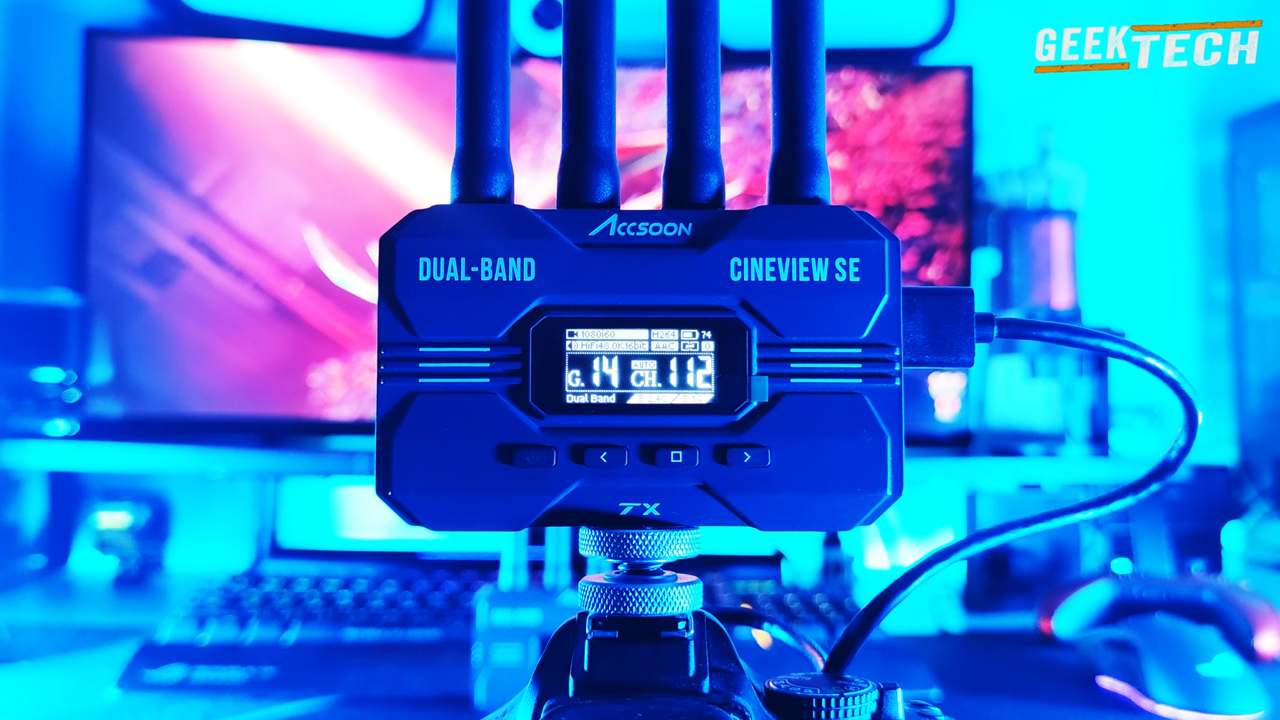 GEEKTECH
ACCSOON
DUAL-BAND CINEVIEW SE
1080i60 H264 74
HiFi48.0K16bit AAC 0
G. 14 AUTO CH. 112
Dual Band
TX